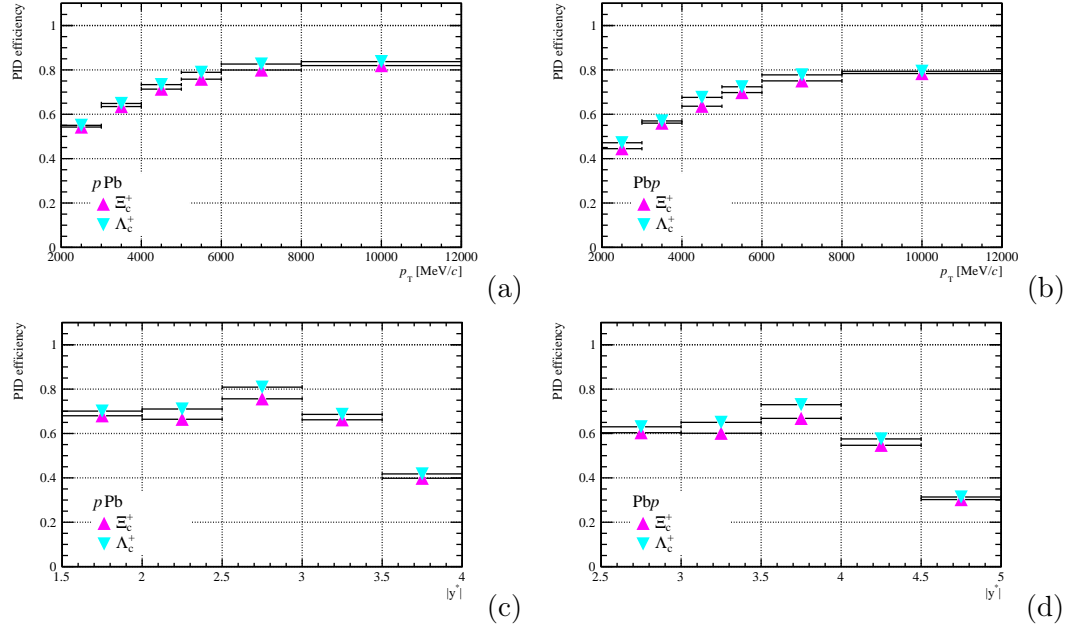 PID efficiency
1
0.8
0.6
0.4
0.2
0
pPb
Ξc+
Λc+
2000 4000 6000 8000 10000 12000
pT [MeV/c]
(a)
PID efficiency
1
0.8
0.6
0.4
0.2
0
Pbp
Ξc+
Λc+
2000 4000 6000 8000 10000 12000
pT [MeV/c]
(b)
PID efficiency
1
0.8
0.6
0.4
0.2
0
pPb
Ξc+
Λc+
1.5 2 2.5 3 3.5 4
|y*|
(c)
PID efficiency
1
0.8
0.6
0.4
0.2
0
Pbp
Ξc+
Λc+
2.5 3 3.5 4 4.5 5
|y*|
(d)